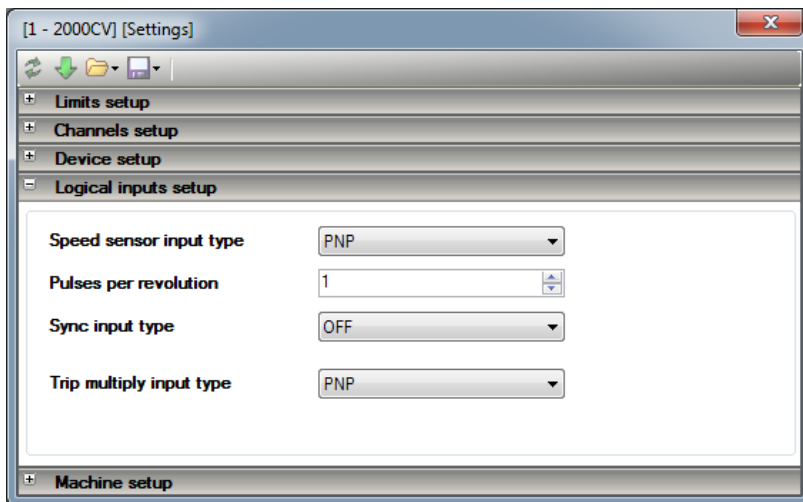 [1 - 2000CV] [Settings]
Limits setup
Channels setup
Device setup
Logical inputs setup
Speed sensor input type PNP
Pulses per revolution 1
Sync input type OFF
Trip multiply input type PNP
Machine setup